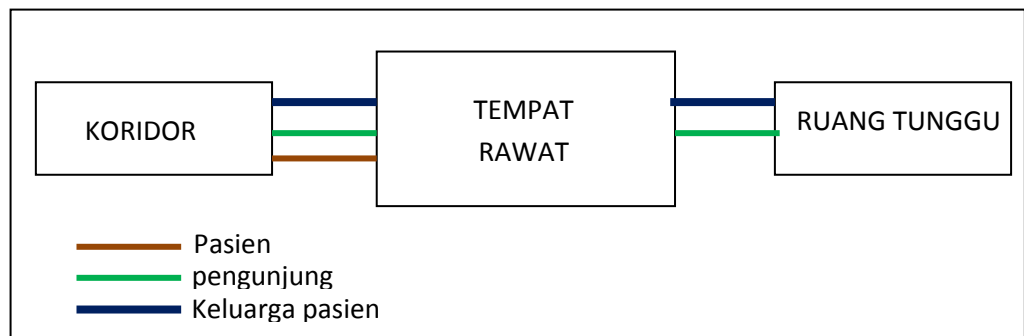 KORIDOR
TEMPAT
RAWAT
RUANG TUNGGU
Pasien
pengunjung
Keluarga pasien